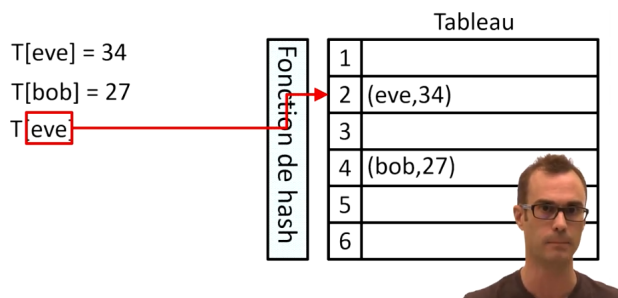 Tableau
T[eve] = 34
T[bob] = 27
T[eve]
Fonction de hash
1
2 (eve,34)
3
4 (bob,27)
5
6